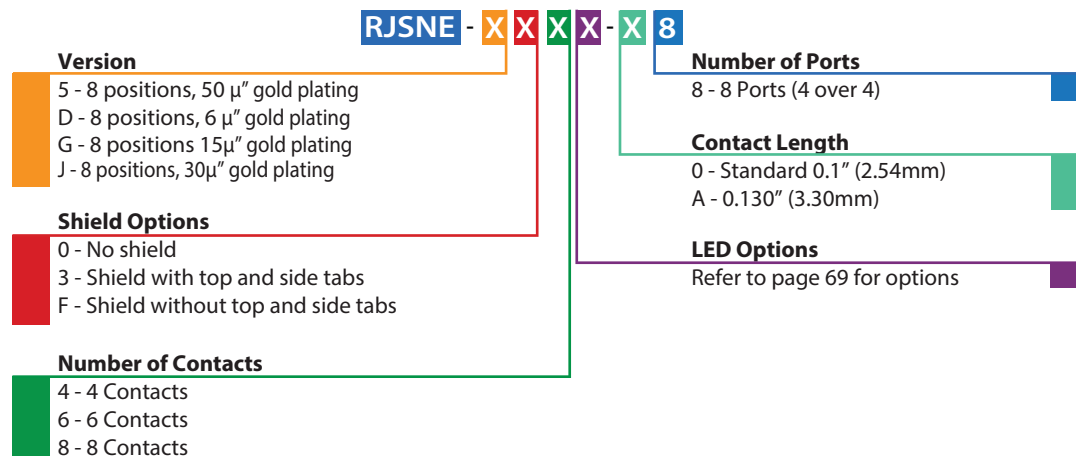 RJSNE - X X X X - X 8
Version
5 - 8 positions, 50 µ” gold plating
D - 8 positions, 6 µ” gold plating
G - 8 positions 15µ” gold plating
J - 8 positions, 30µ” gold plating
Shield Options
0 - No shield
3 - Shield with top and side tabs
F - Shield without top and side tabs
Number of Contacts
4 - 4 Contacts
6 - 6 Contacts
8 - 8 Contacts
Number of Ports
8 - 8 Ports (4 over 4)
Contact Length
0 - Standard 0.1” (2.54mm)
A - 0.130” (3.30mm)
LED Options
Refer to page 69 for options